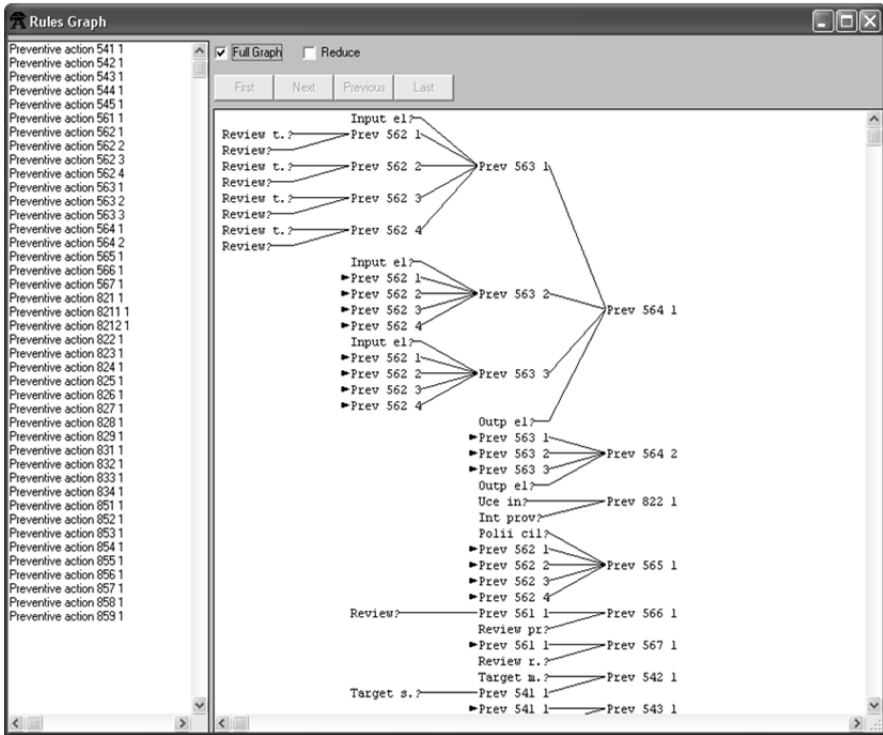 Rules Graph
Preventive action 541 1
Preventive action 542 1
Preventive action 543 1
Preventive action 544 1
Preventive action 545 1
Preventive action 561 1
Preventive action 562 1
Preventive action 562 2
Preventive action 562 3
Preventive action 562 4
Preventive action 563 1
Preventive action 563 2
Preventive action 563 3
Preventive action 564 1
Preventive action 564 2
Preventive action 565 1
Preventive action 566 1
Preventive action 567 1
Preventive action 821 1
Preventive action 8211 1
Preventive action 8212 1
Preventive action 822 1
Preventive action 823 1
Preventive action 824 1
Preventive action 825 1
Preventive action 826 1
Preventive action 827 1
Preventive action 828 1
Preventive action 829 1
Preventive action 831 1
Preventive action 832 1
Preventive action 833 1
Preventive action 834 1
Preventive action 851 1
Preventive action 852 1
Preventive action 853 1
Preventive action 854 1
Preventive action 855 1
Preventive action 856 1
Preventive action 857 1
Preventive action 858 1
Preventive action 859 1
Full Graph Reduce
First Next Previous Last
Input el?
Review t.? Prev 562 1
Review?
Review t.? Prev 562 2 Prev 563 1
Review?
Review t.? Prev 562 3
Review?
Review t.? Prev 562 4
Review?
Input el?
Prev 562 1
Prev 562 2 Prev 563 2
Prev 562 3 Prev 564 1
Prev 562 4
Input el?
Prev 562 1
Prev 562 2 Prev 563 3
Prev 562 3
Prev 562 4
Outp el?
Prev 563 1
Prev 563 2 Prev 564 2
Prev 563 3
Outp el?
Uce in? Prev 822 1
Int prov?
Polii cil?
Prev 562 1
Prev 562 2 Prev 565 1
Prev 562 3
Prev 562 4
Review? Prev 561 1 Prev 566 1
Review pr?
Prev 561 1 Prev 567 1
Review r.?
Target m.? Prev 542 1
Target s.? Prev 541 1
Prev 541 1 Prev 543 1